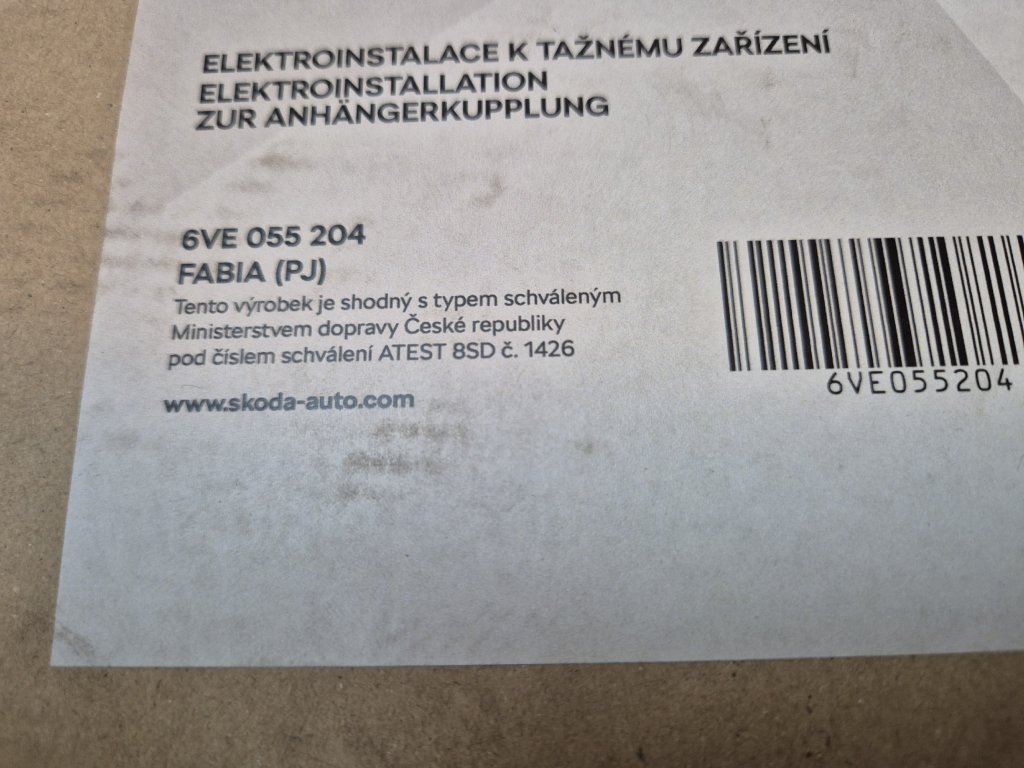 ELEKTROINSTALACE K TAŽNÉMU ZAŘÍZENÍ
ELEKTROINSTALLATION
ZUR ANHÄNGERKUPPLUNG
6VE 055 204
FABIA (PJ)
Tento výrobek je shodný s typem schváleným
Ministerstvem dopravy České republiky
pod číslem schválení ATEST 8SD č. 1426
www.skoda-auto.com
6VE055204